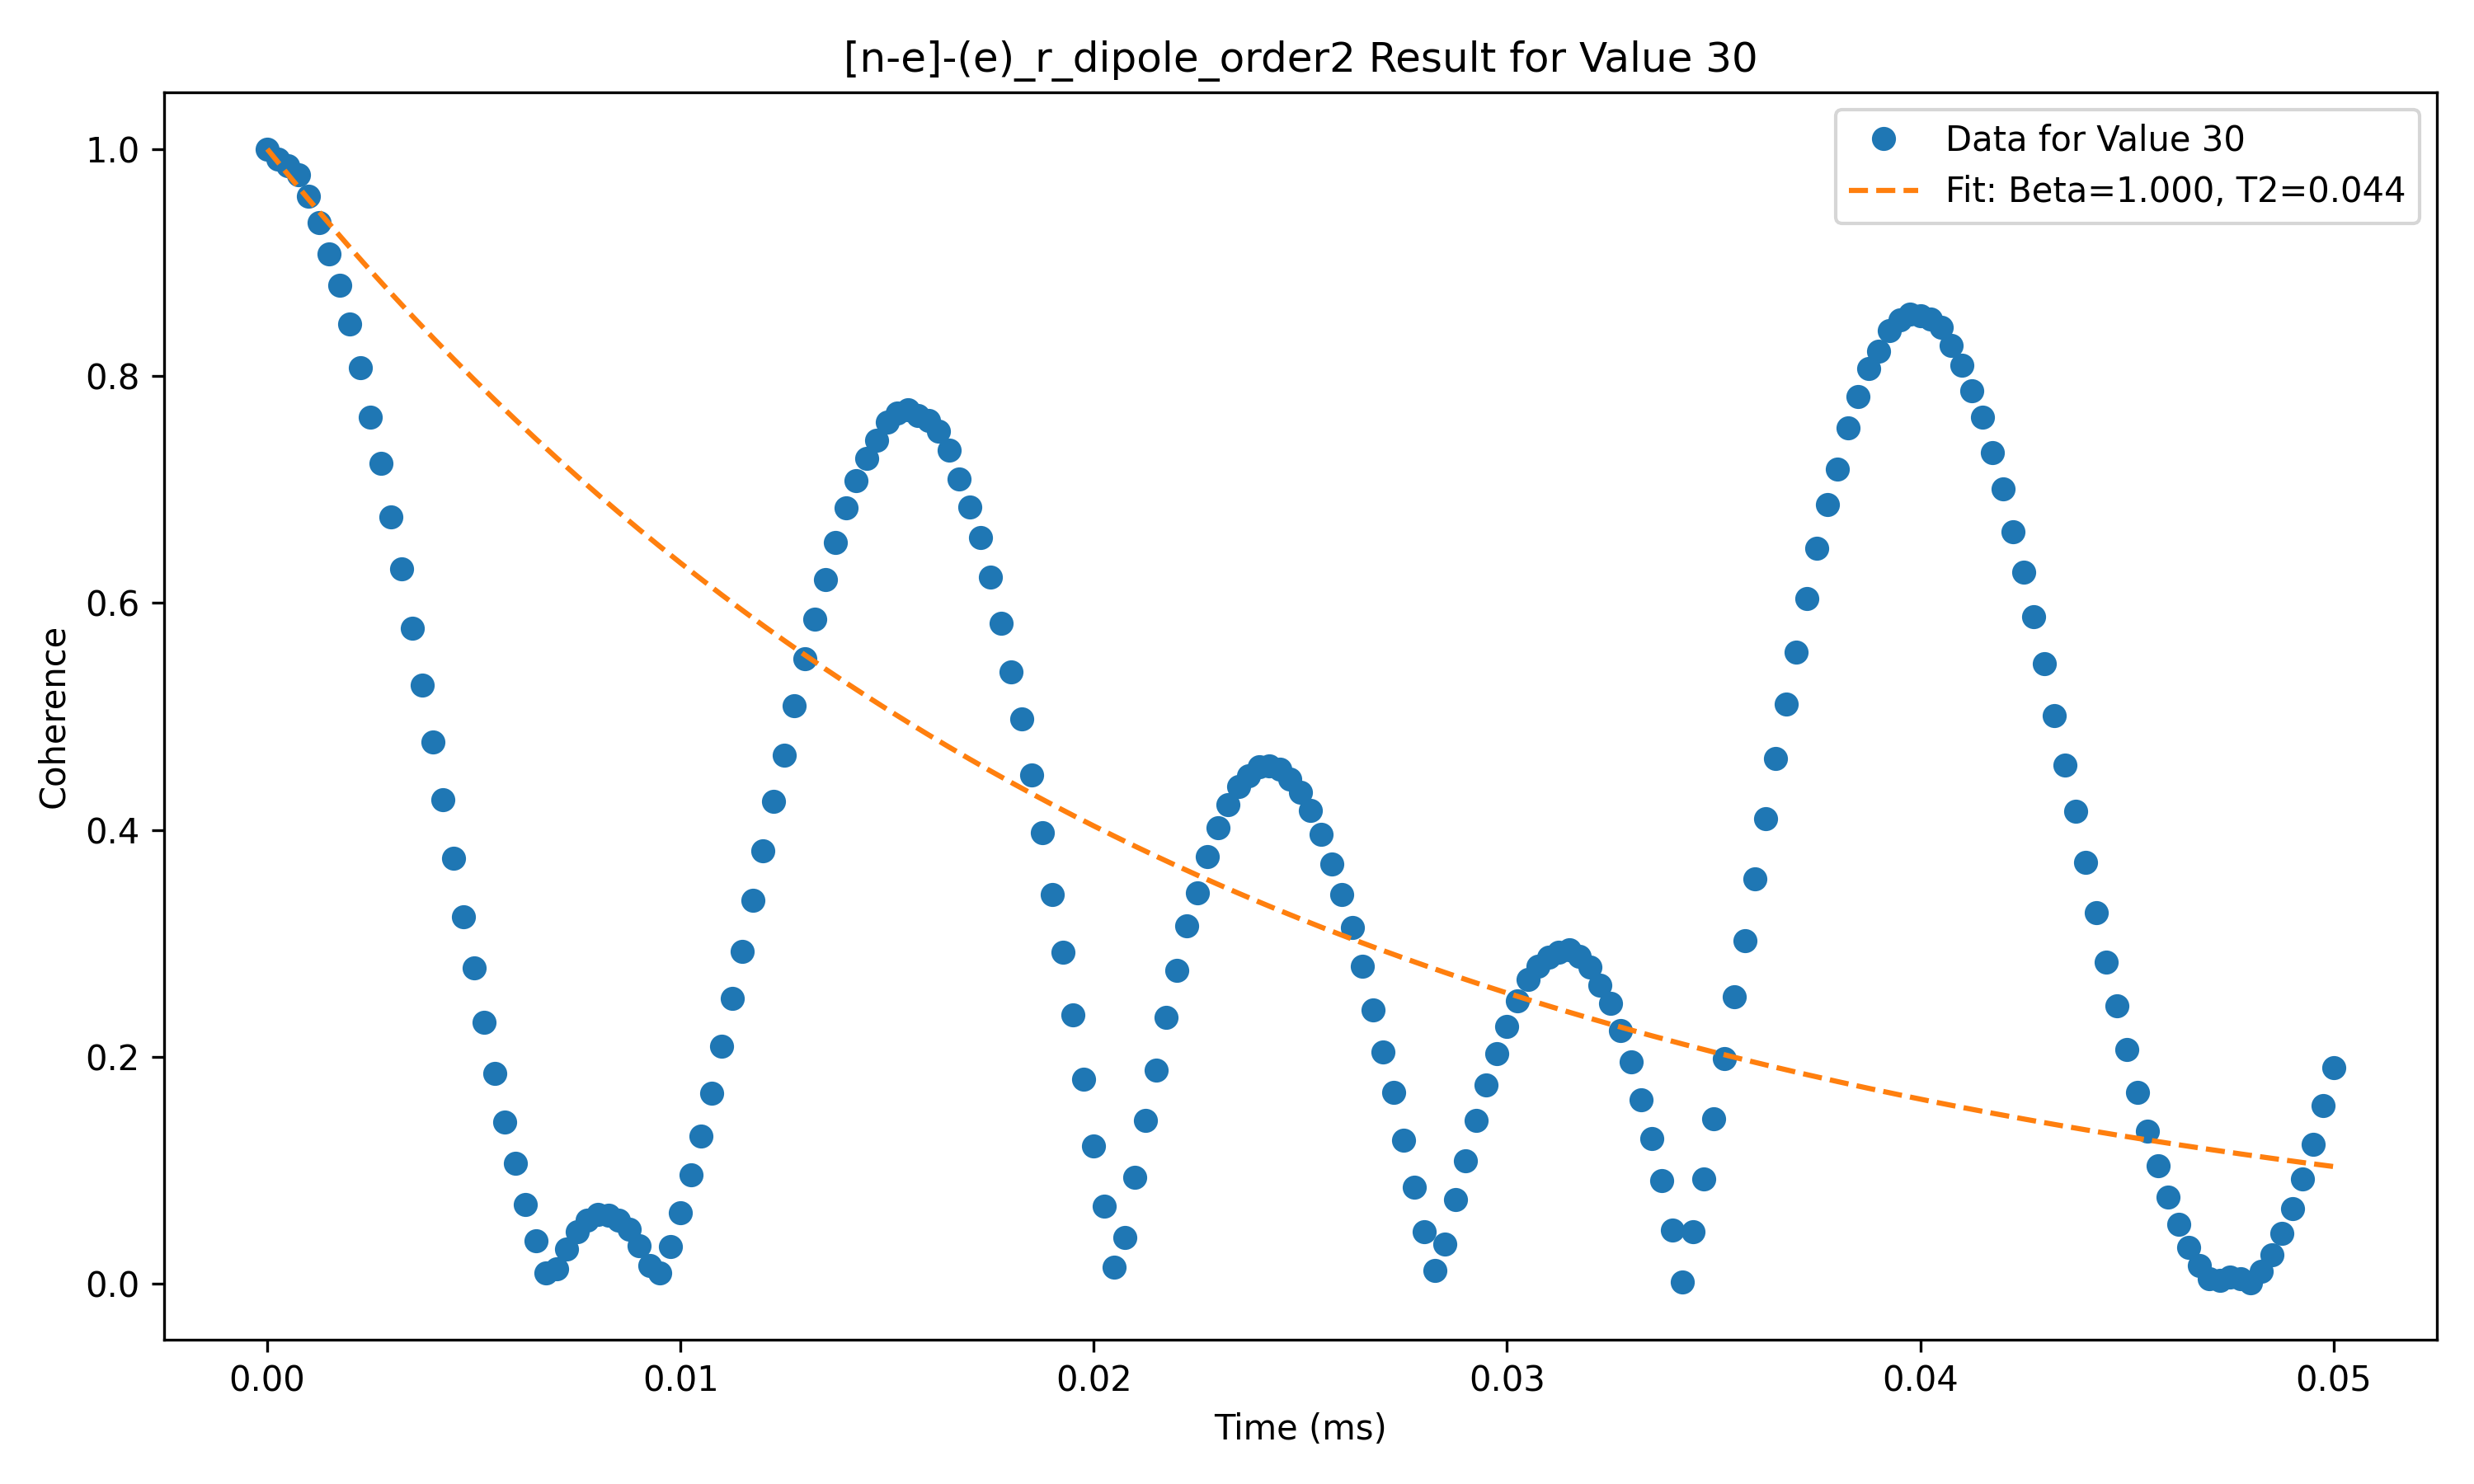 [n-e]-(e)_r_dipole_order2 Result for Value 30
Data for Value 30
Fit: Beta=1.000, T2=0.044
Coherence
1.0
0.8
0.6
0.4
0.2
0.0
0.00 0.01 0.02 0.03 0.04 0.05
Time (ms)